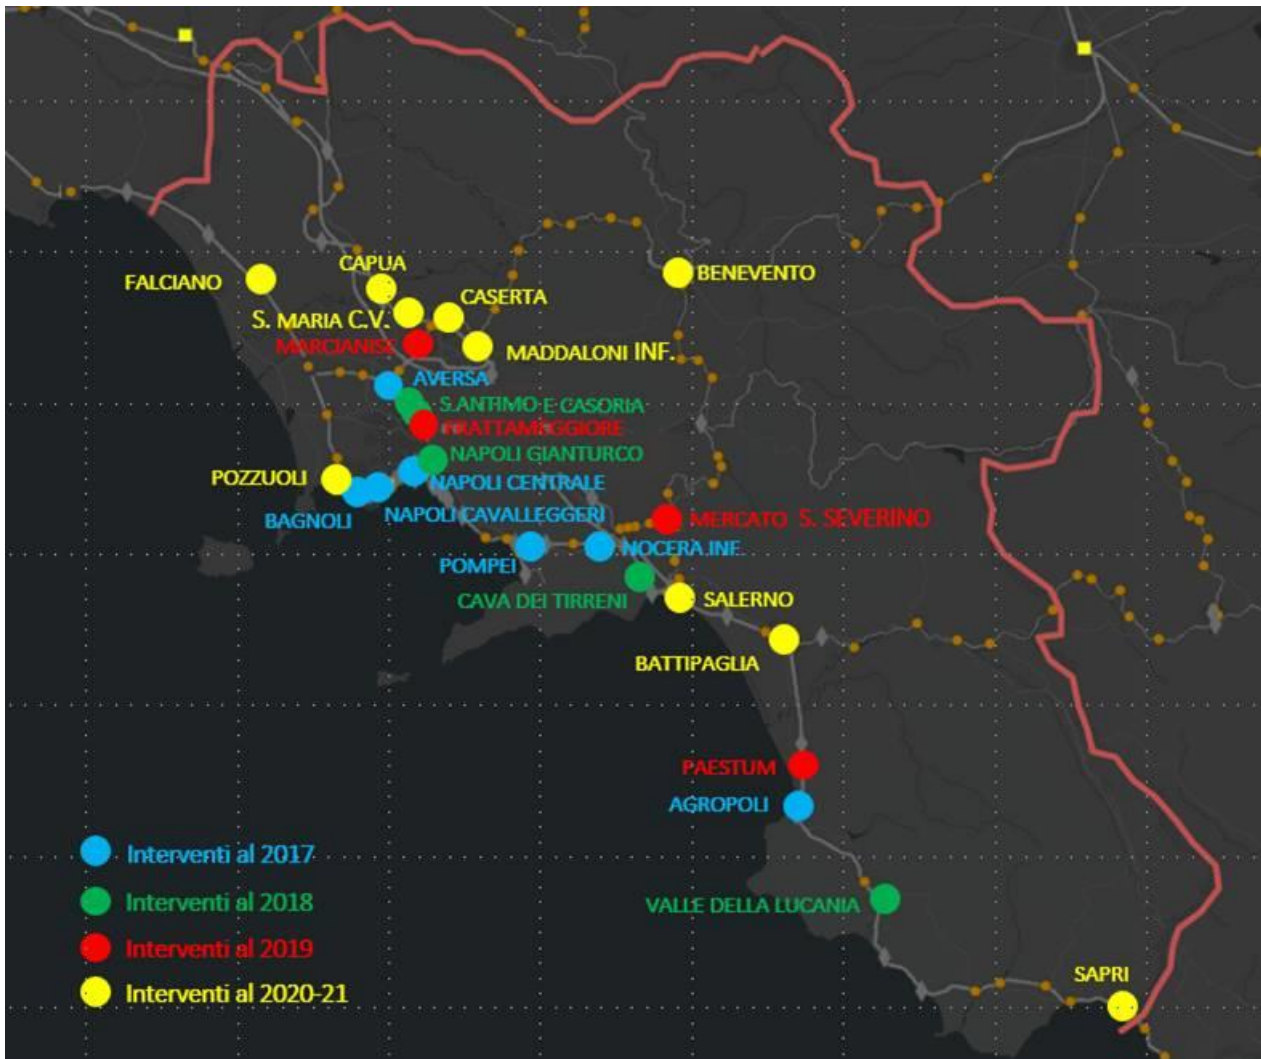 CAPUA
BENEVENTO
FALCIANO
CASERTA
S. MARIA C.V.
MARCIANISE
MADDALONI INF.
AVERSA
S.ANTIMO E CASORIA
FRATTAMEGGIORE
NAPOLI GIANTURCO
POZZUOLI
NAPOLI CENTRALE
BAGNOLI
NAPOLI CAVALLEGGERI
MERCATO S. SEVERINO
NOCERA INF.
POMPEI
CAVA DEI TIRRENI
SALERNO
BATTIPAGLIA
PAESTUM
AGROPOLI
Interventi al 2017
Interventi al 2018
VALLE DELLA LUCANIA
Interventi al 2019
SAPRI
Interventi al 2020-21